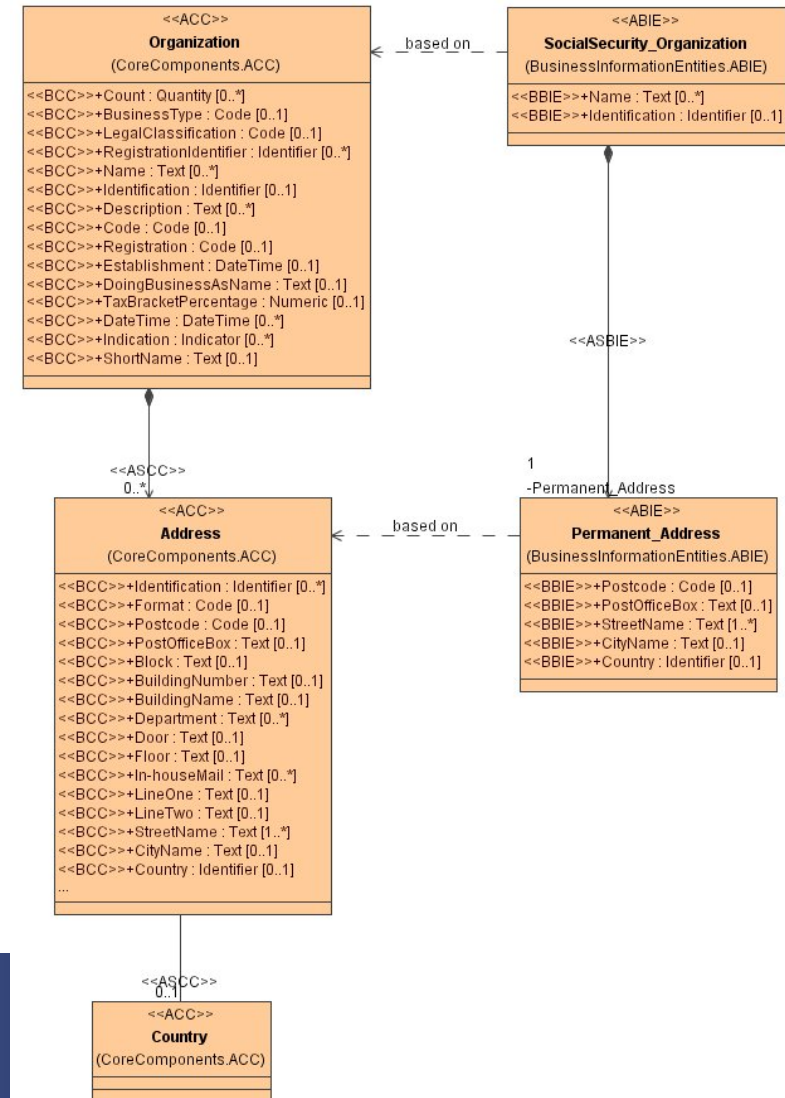 <<ACC>>
Organization
(CoreComponents.ACC)
<<BCC>>+Count : Quantity [0..*]
<<BCC>>+BusinessType : Code [0..1]
<<BCC>>+LegalClassification : Code [0..1]
<<BCC>>+RegistrationIdentifier : Identifier [0..*]
<<BCC>>+Name : Text [0..*]
<<BCC>>+Identification : Identifier [0..1]
<<BCC>>+Description : Text [0..*]
<<BCC>>+Code : Code [0..1]
<<BCC>>+Registration : Code [0..1]
<<BCC>>+Establishment : DateTime [0..1]
<<BCC>>+DoingBusinessAsName : Text [0..1]
<<BCC>>+TaxBracketPercentage : Numeric [0..1]
<<BCC>>+DateTime : DateTime [0..*]
<<BCC>>+Indication : Indicator [0..*]
<<BCC>>+ShortName : Text [0..1]
based on
<<ABIE>>
SocialSecurity_Organization
(BusinessInformationEntities.ABIE)
<<BBIE>>+Name : Text [0..*]
<<BBIE>>+Identification : Identifier [0..1]
<<ASBIE>>
1
-Permanent_Address
<<ASCC>>
0..*
<<ACC>>
Address
(CoreComponents.ACC)
<<BCC>>+Identification : Identifier [0..*]
<<BCC>>+Format : Code [0..1]
<<BCC>>+Postcode : Code [0..1]
<<BCC>>+PostOfficeBox : Text [0..1]
<<BCC>>+Block : Text [0..1]
<<BCC>>+BuildingNumber : Text [0..1]
<<BCC>>+BuildingName : Text [0..1]
<<BCC>>+Department : Text [0..*]
<<BCC>>+Door : Text [0..1]
<<BCC>>+Floor : Text [0..1]
<<BCC>>+In-houseMail : Text [0..*]
<<BCC>>+LineOne : Text [0..1]
<<BCC>>+LineTwo : Text [0..1]
<<BCC>>+StreetName : Text [1..*]
<<BCC>>+CityName : Text [0..1]
<<BCC>>+Country : Identifier [0..1]
...
based on
<<ABIE>>
Permanent_Address
(BusinessInformationEntities.ABIE)
<<BBIE>>+Postcode : Code [0..1]
<<BBIE>>+PostOfficeBox : Text [0..1]
<<BBIE>>+StreetName : Text [1..*]
<<BBIE>>+CityName : Text [0..1]
<<BBIE>>+Country : Identifier [0..1]
<<ASCC>>
0..1
<<ACC>>
Country
(CoreComponents.ACC)